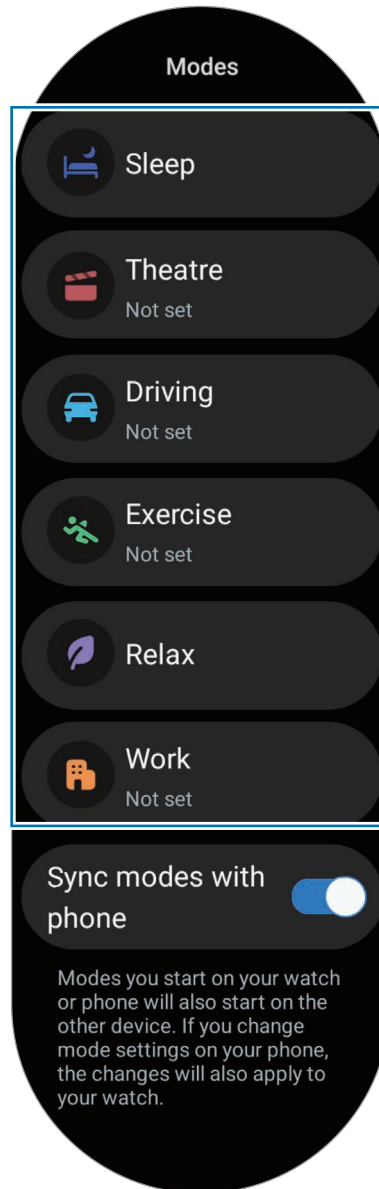 Modes
Sleep
Theatre
Not set
Driving
Not set
Exercise
Not set
Relax
Work
Not set
Sync modes with
phone
Modes you start on your watch
or phone will also start on the
other device. If you change
mode settings on your phone,
the changes will also apply to
your watch.